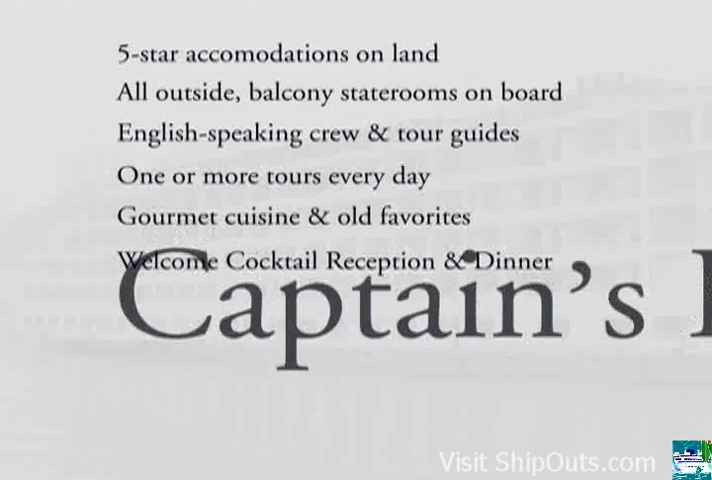 5-star accomodations on land
All outside, balcony staterooms on board
English-speaking crew & tour guides
One or more tours every day
Gourmet cuisine & old favorites
Welcome Cocktail Reception & Dinner
Captain's
Visit ShipOuts.com